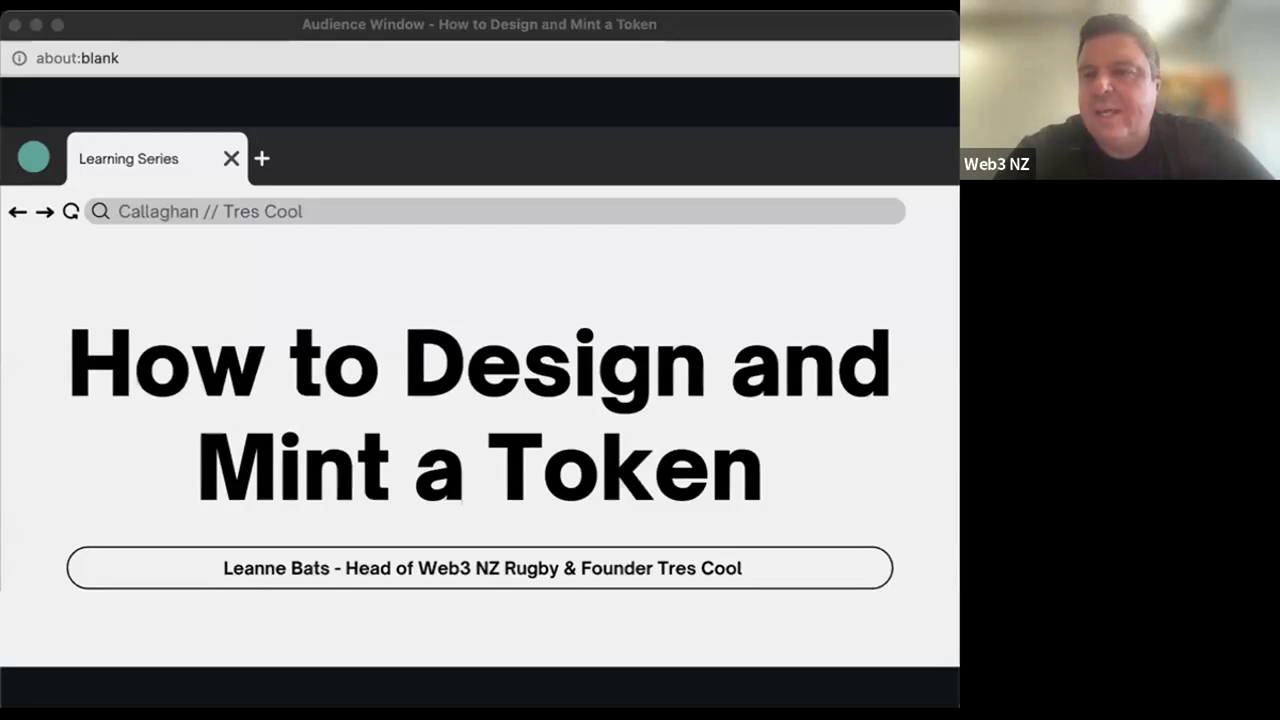 Audience Window - How to Design and Mint a Token
about:blank
Learning Series
Callaghan // Tres Cool
How to Design and
Mint a Token
Leanne Bats - Head of Web3 NZ Rugby & Founder Tres Cool
Web3 NZ